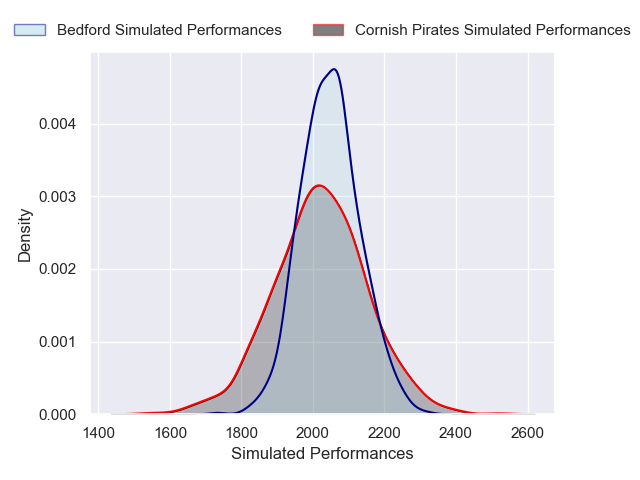 Bedford Simulated Performances
Cornish Pirates Simulated Performances
0.004
0.003
0.002
0.001
0.000
Density
1400 1600 1800 2000 2200 2400 2600
Simulated Performances